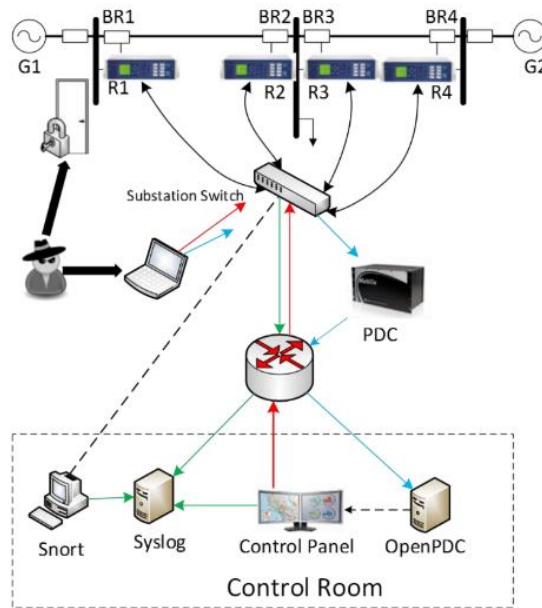 BR1
BR2
BR3
BR4
G1
G2
R1
R2
R3
R4
Substation Switch
PDC
Snort
Syslog
Control Panel
OpenPDC
Control Room